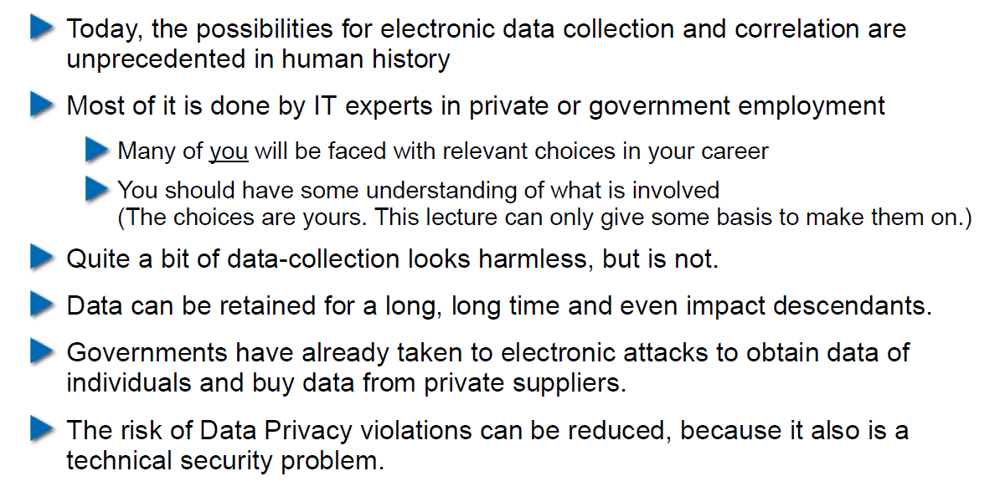 Today, the possibilities for electronic data collection and correlation are
unprecedented in human history
Most of it is done by IT experts in private or government employment
Many of you will be faced with relevant choices in your career
You should have some understanding of what is involved
(The choices are yours. This lecture can only give some basis to make them on.)
Quite a bit of data-collection looks harmless, but is not.
Data can be retained for a long, long time and even impact descendants.
Governments have already taken to electronic attacks to obtain data of
individuals and buy data from private suppliers.
The risk of Data Privacy violations can be reduced, because it also is a
technical security problem.